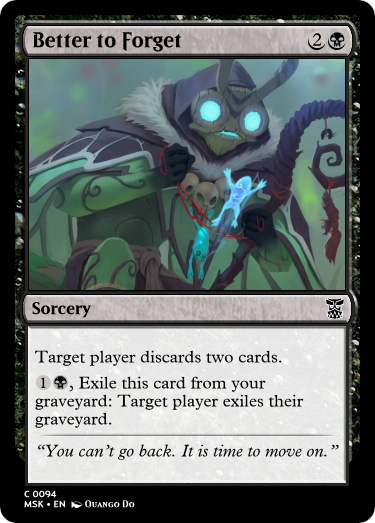 Better to Forget 2
Sorcery
Target player discards two cards.
1, Exile this card from your
graveyard: Target player exiles their
graveyard.
“You can’t go back. It is time to move on.”
C 0094
MSK • EN Quango Do